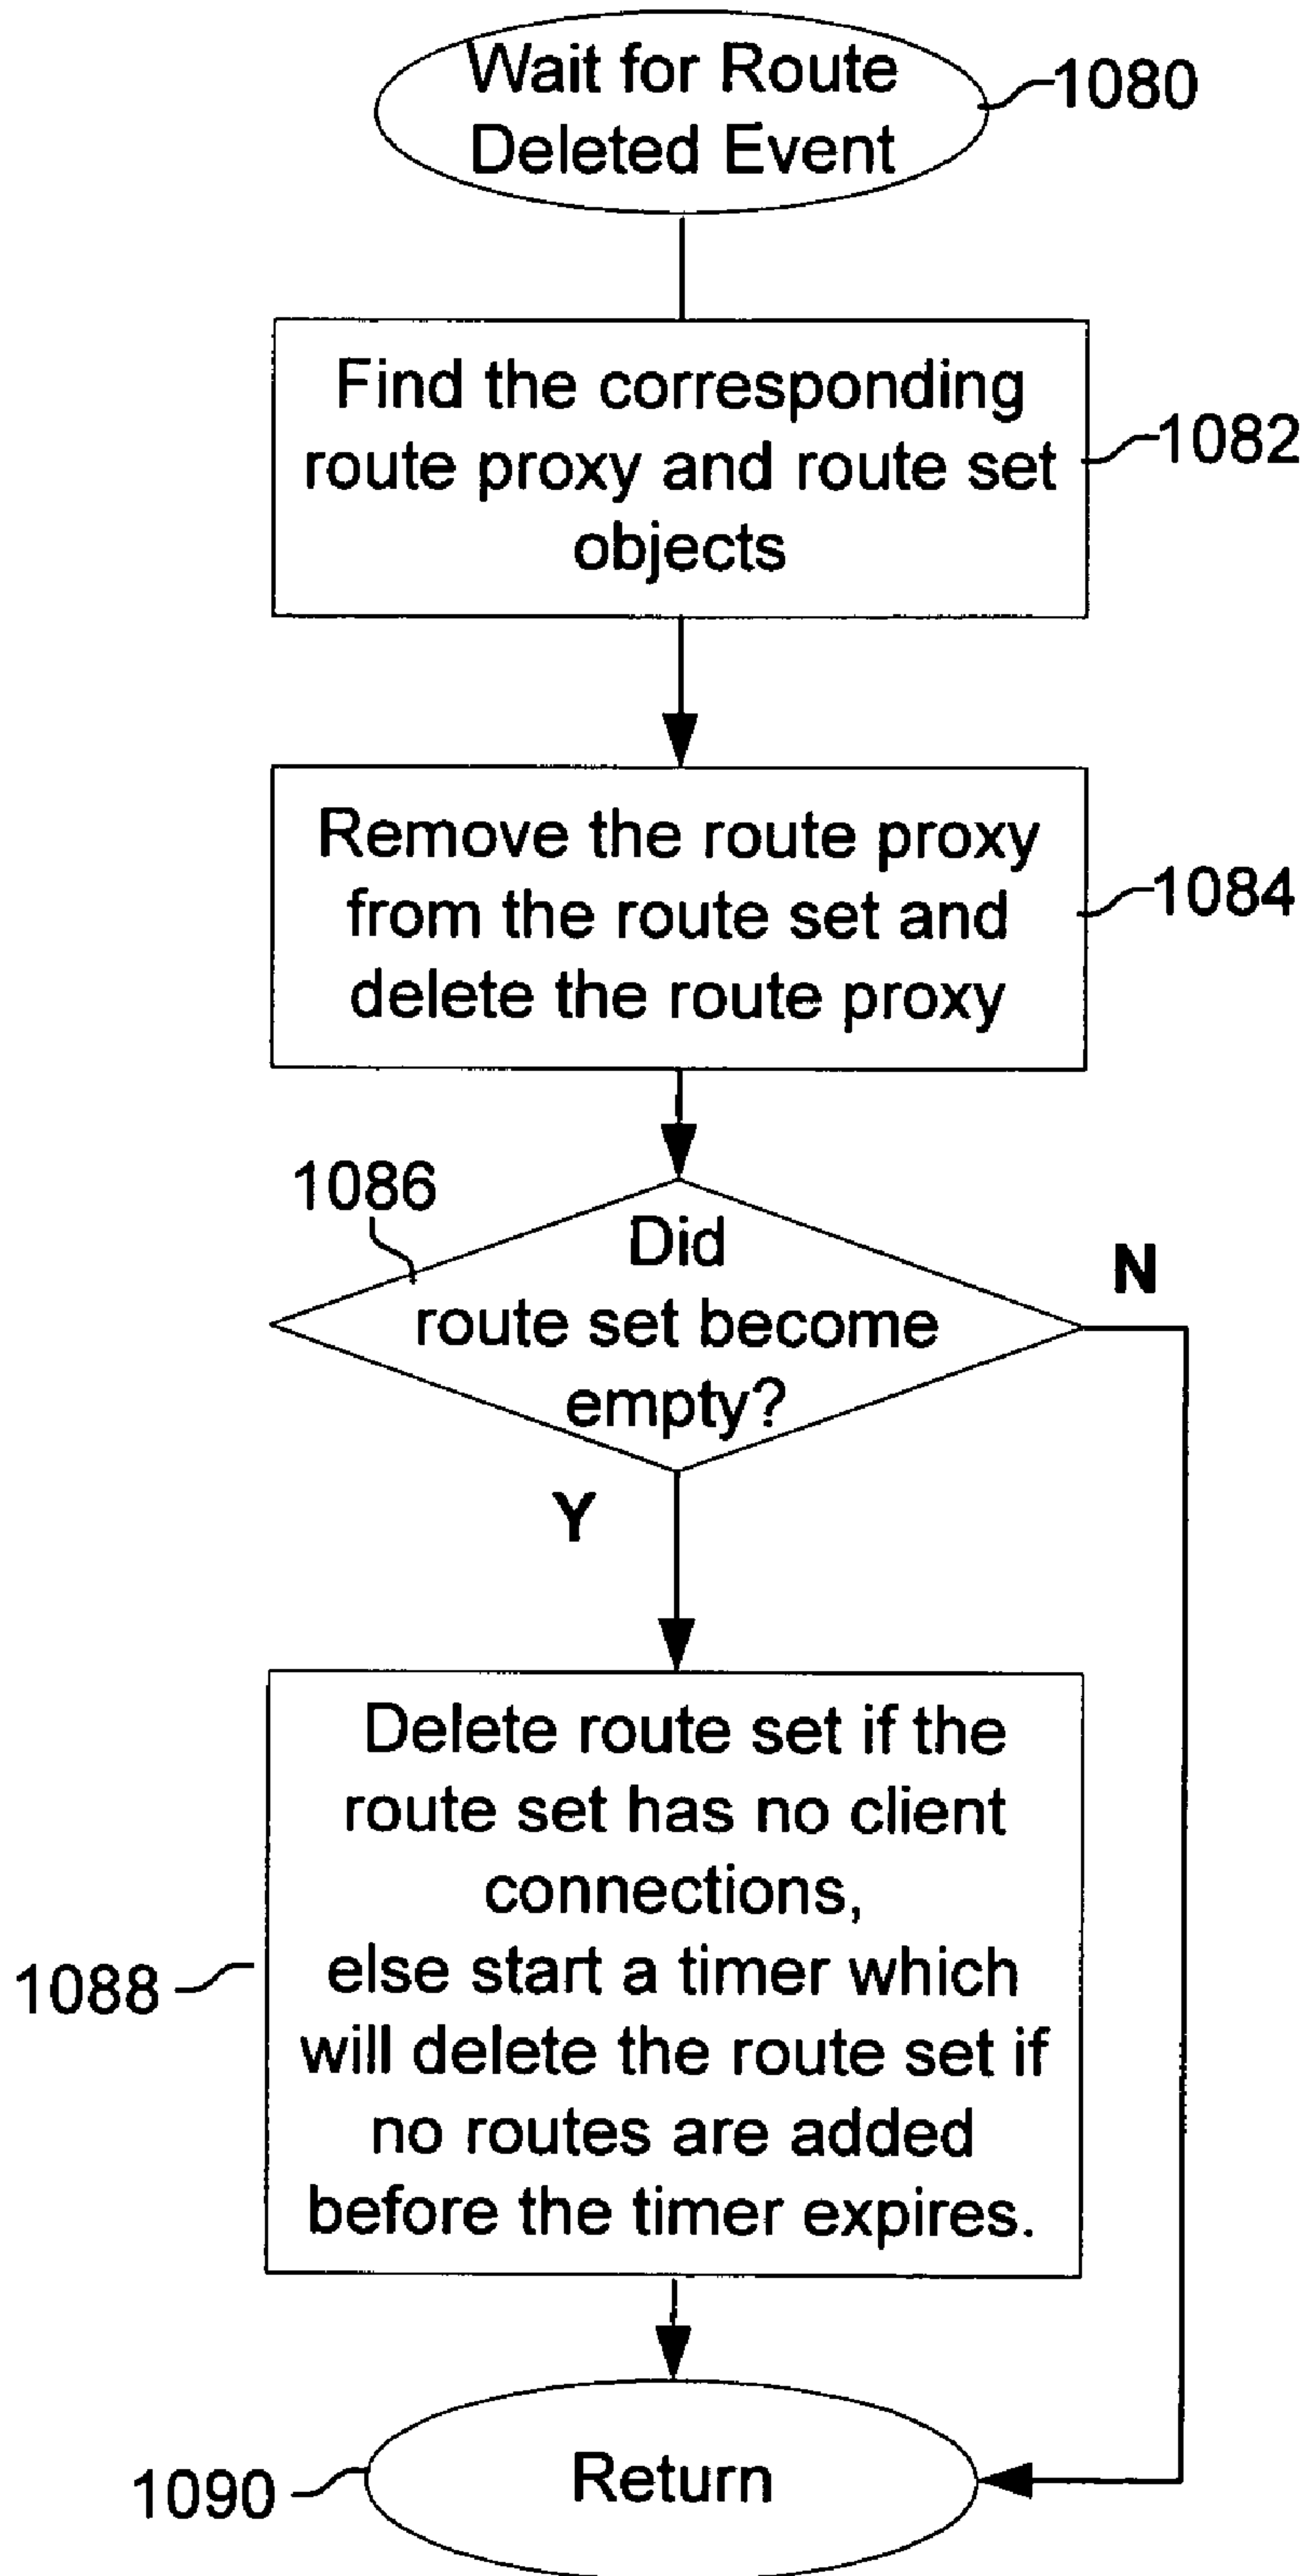 Wait for Route
Deleted Event
1080
Find the corresponding
route proxy and route set
objects
1082
Remove the route proxy
from the route set and
delete the route proxy
1084
1086
Did
route set become
empty?
N
Y
Delete route set if the
route set has no client
connections,
else start a timer which
will delete the route set if
no routes are added
before the timer expires.
1088
Return
1090